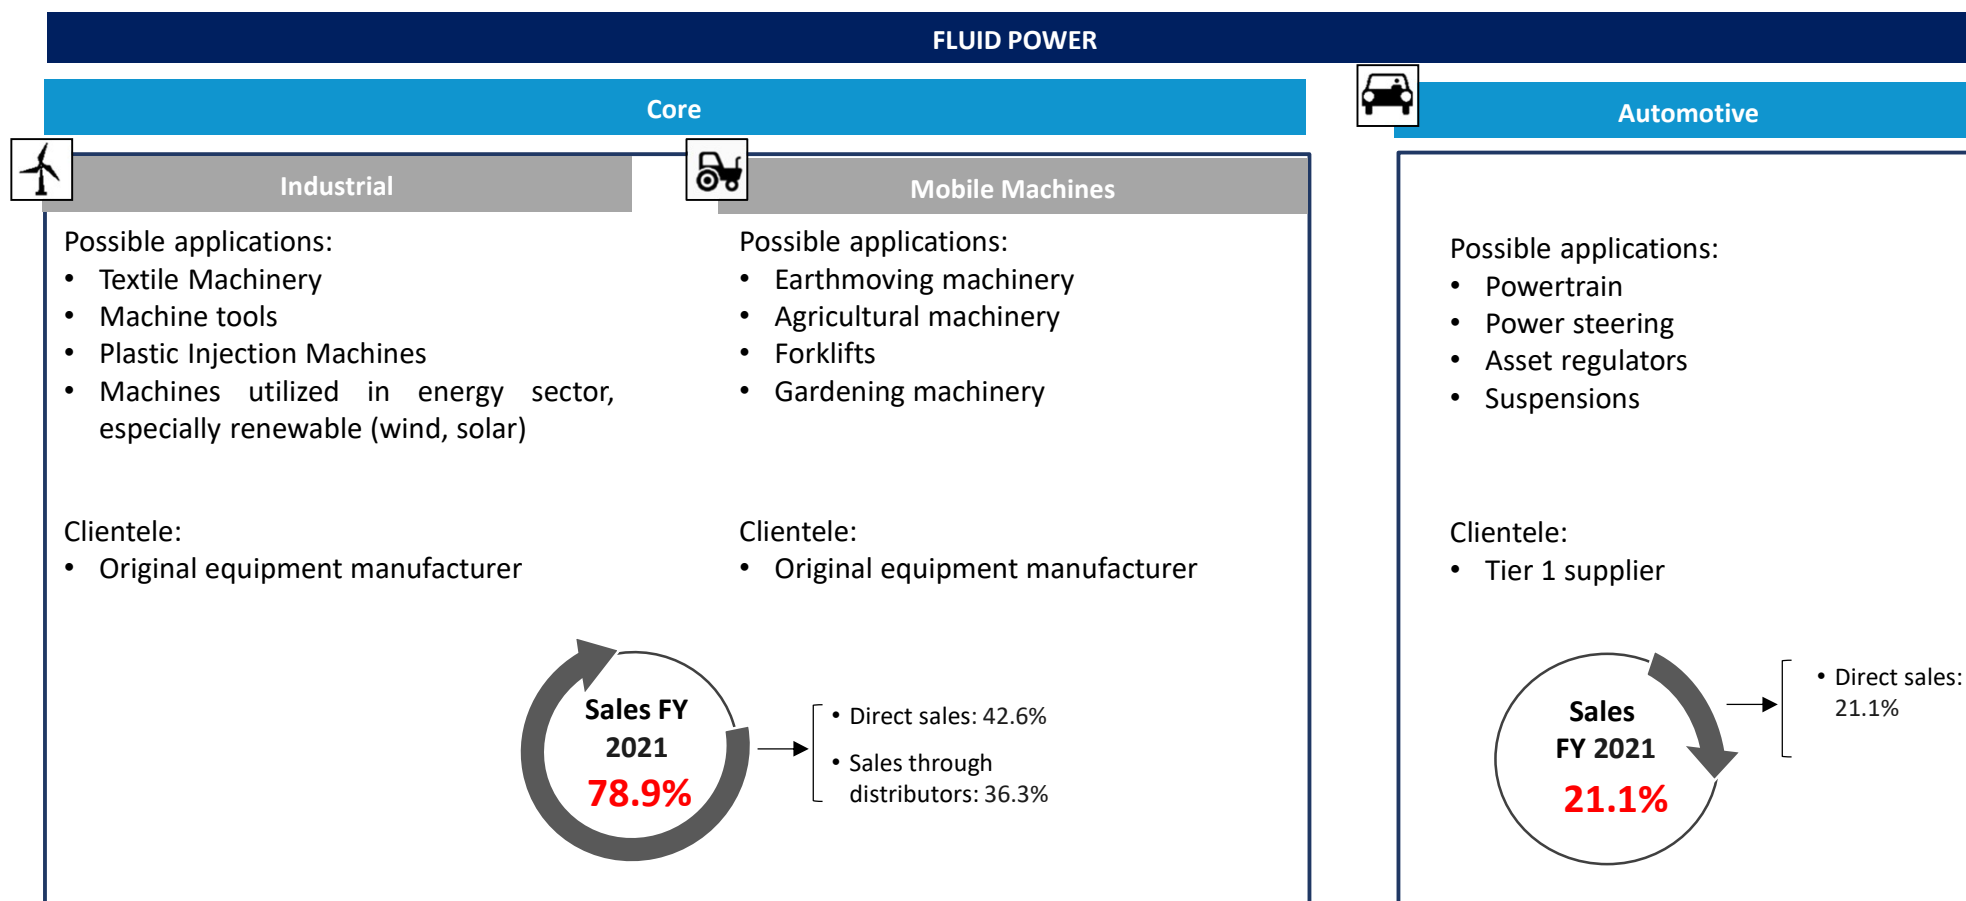 FLUID POWER
Core
Industrial
Possible applications:
• Textile Machinery
• Machine tools
• Plastic Injection Machines
• Machines utilized in energy sector,
especially renewable (wind, solar)
Clientele:
• Original equipment manufacturer
Mobile Machines
Possible applications:
• Earthmoving machinery
• Agricultural machinery
• Forklifts
• Gardening machinery
Clientele:
• Original equipment manufacturer
Sales FY
2021
78.9%
• Direct sales: 42.6%
• Sales through
distributors: 36.3%
Automotive
Possible applications:
• Powertrain
• Power steering
• Asset regulators
• Suspensions
Clientele:
• Tier 1 supplier
Sales
FY 2021
21.1%
• Direct sales:
21.1%